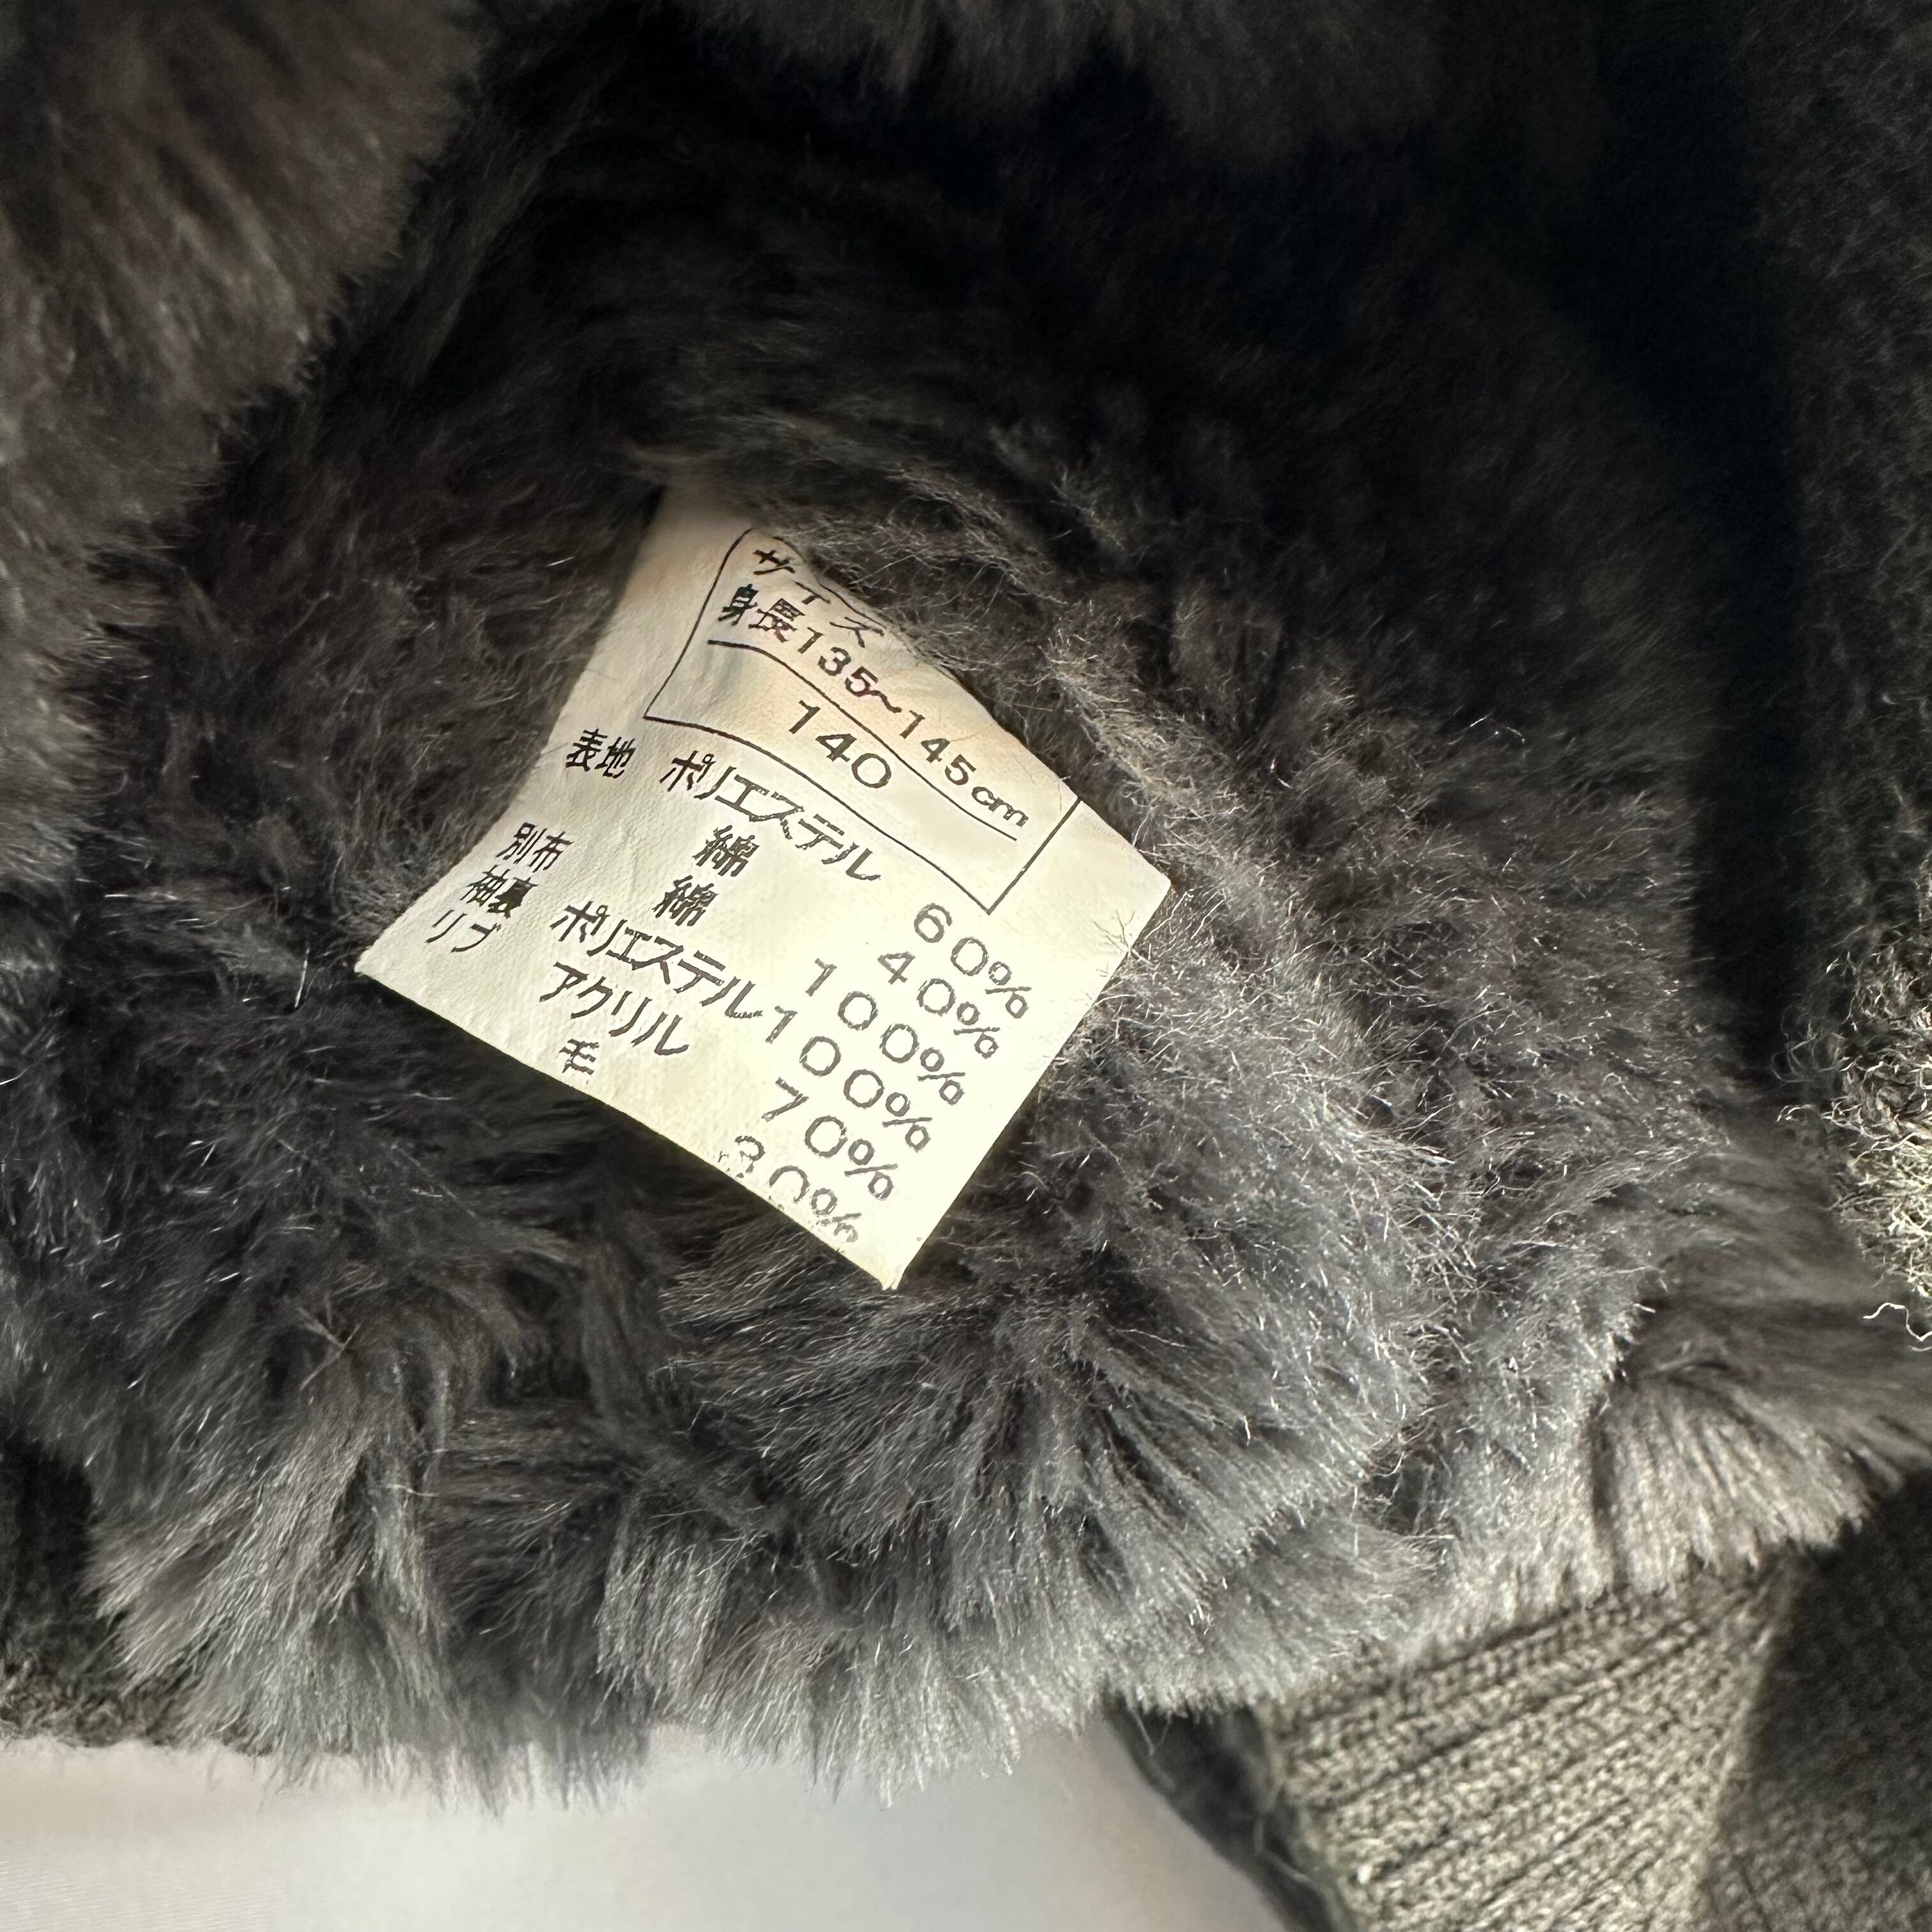 サイズ
身長135~145cm
140
表地 ポリエステル 60%
綿 40%
別布 綿 100%
袖裏 ポリエステル 100%
リブ アクリル 70%
毛 30%